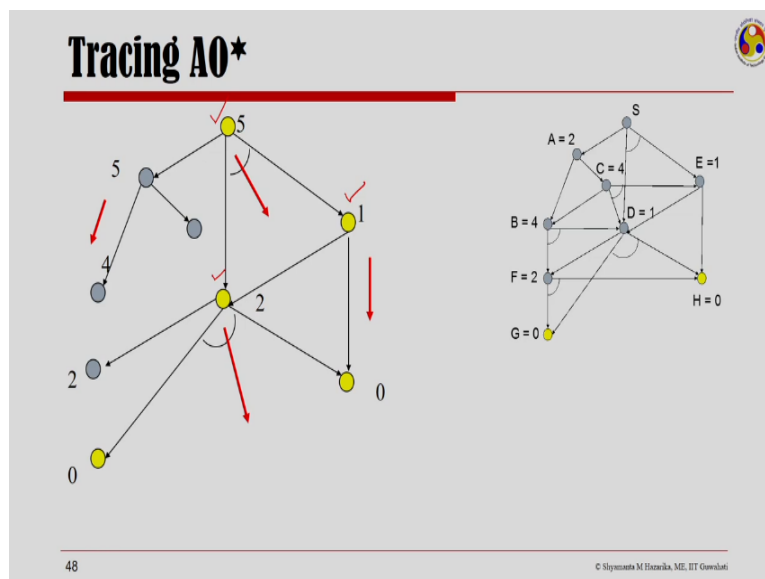 Tracing AO*
5
5
1
4
2
2
0
0
S
A = 2
C = 4
E =1
B = 4
D = 1
F = 2
H = 0
G = 0
48
© Shyamanta M Hazarika, ME, IIT Guwahati